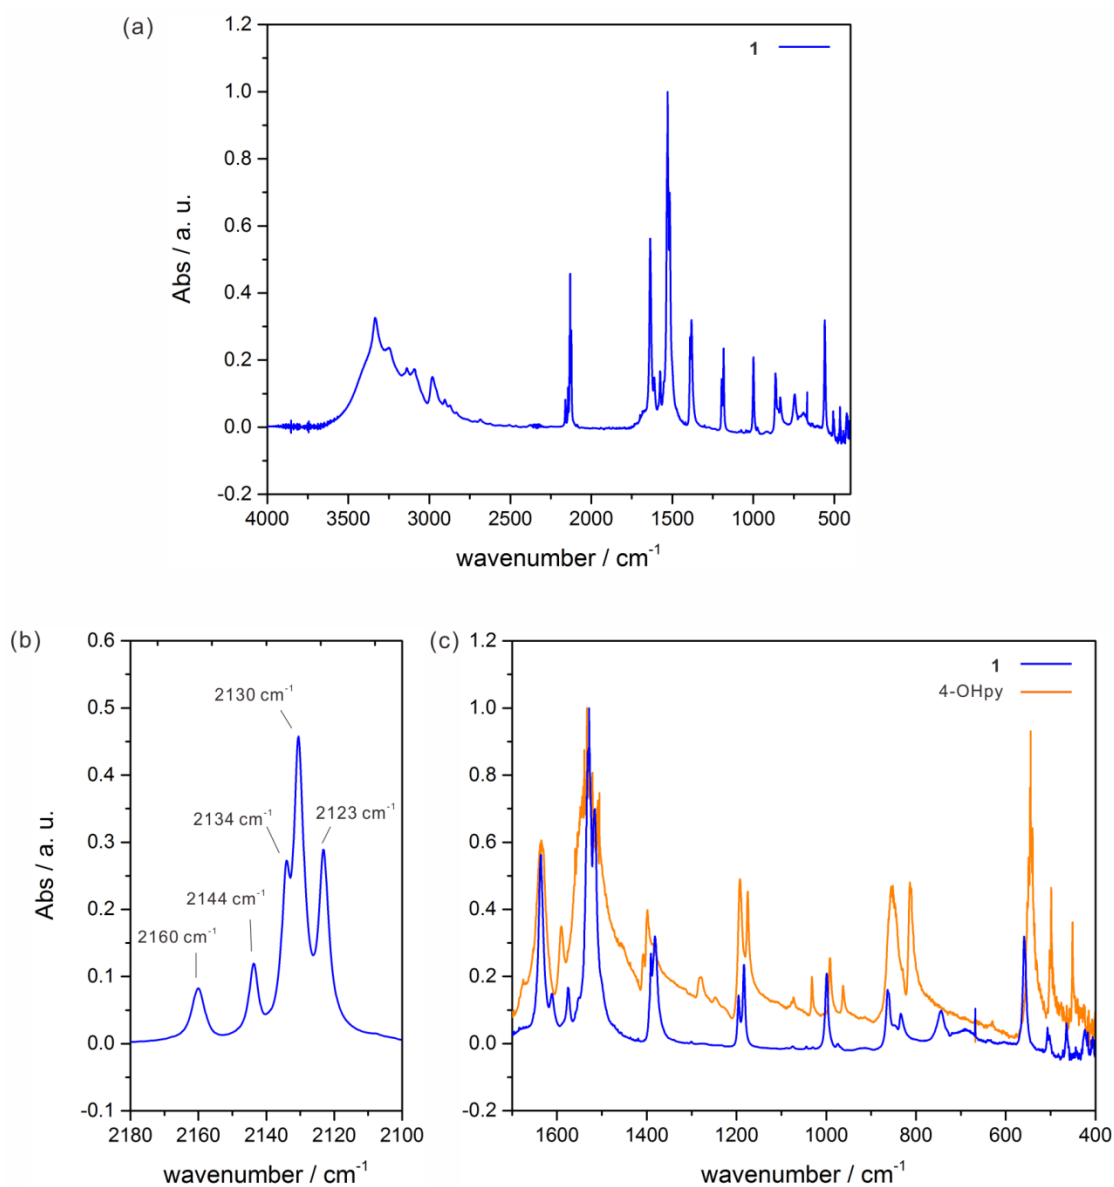 (a)
1.2
1.0
0.8
0.6
0.4
0.2
0.0
-0.2
Abs / a. u.
1
4000 3500 3000 2500 2000 1500 1000 500
wavenumber / cm⁻¹
(b)
0.6
0.5
0.4
0.3
0.2
0.1
0.0
-0.1
Abs / a. u.
2130 cm⁻¹
2134 cm⁻¹
2123 cm⁻¹
2144 cm⁻¹
2160 cm⁻¹
2180 2160 2140 2120 2100
wavenumber / cm⁻¹
(c)
1.2
1.0
0.8
0.6
0.4
0.2
0.0
-0.2
1
4-OHpy
1600 1400 1200 1000 800 600 400
wavenumber / cm⁻¹